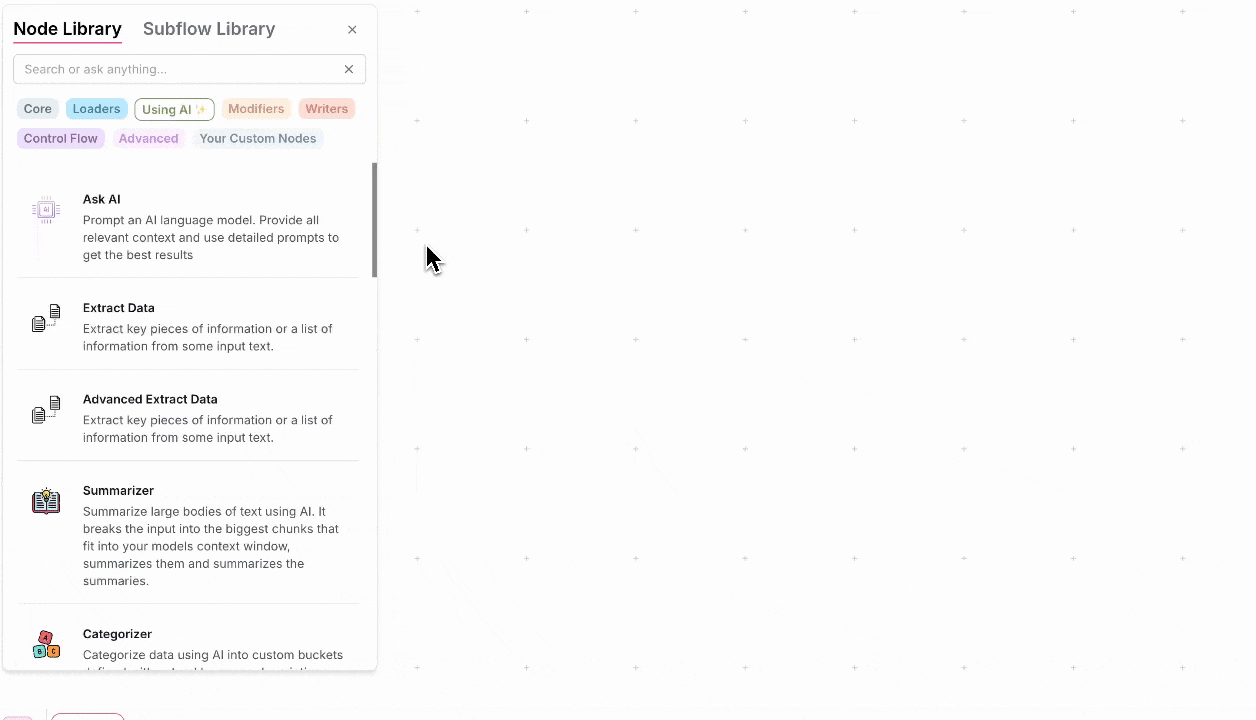 Node Library Subflow Library
Search or ask anything...
Core Loaders Using AI ✨ Modifiers Writers
Control Flow Advanced Your Custom Nodes
AI
Ask AI
Prompt an AI language model. Provide all
relevant context and use detailed prompts to
get the best results
Extract Data
Extract key pieces of information or a list of
information from some input text.
Advanced Extract Data
Extract key pieces of information or a list of
information from some input text.
Summarizer
Summarize large bodies of text using AI. It
breaks the input into the biggest chunks that
fit into your models context window,
summarizes them and summarizes the
summaries.
A
B C
Categorizer
Categorize data using AI into custom buckets